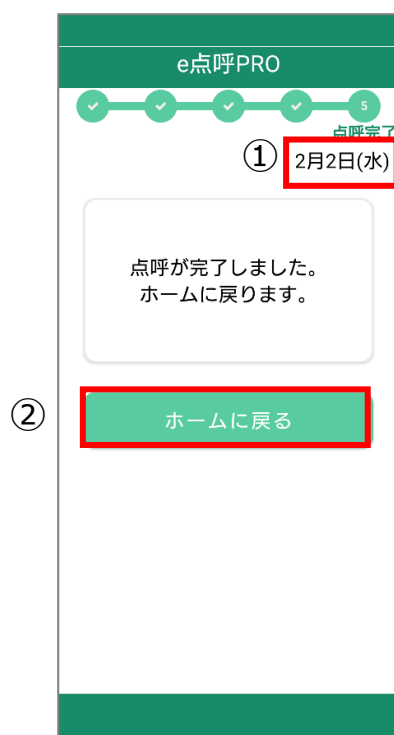 e点呼PRO
5
点呼完了
①
2月2日(水)
点呼が完了しました。
ホームに戻ります。
②
ホームに戻る